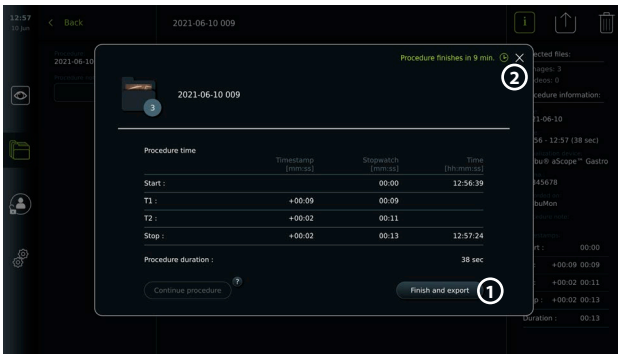 12:57
10 Jun
Back
2021-06-10 009
i
Procedure
2021-06-10
Procedure finishes in 9 min.
2
3
2021-06-10 009
Procedure time
Timestamp [mm:ss]
Stopwatch [mm:ss]
Time [hh:mm:ss]
Start : 00:00 12:56:39
T1 : +00:09 00:09
T2 : +00:02 00:11
Stop : +00:02 00:13 12:57:24
Procedure duration : 38 sec
Continue procedure ?
Finish and export 1
ected files:
ages: 3
deos: 0
cedure information:
21-06-10
56 - 12:57 (38 sec)
bu® aScope™ Gastro
345678
buMon
rt : 00:00
+00:09 00:09
+00:02 00:11
p : +00:02 00:13
Duration : 00:13